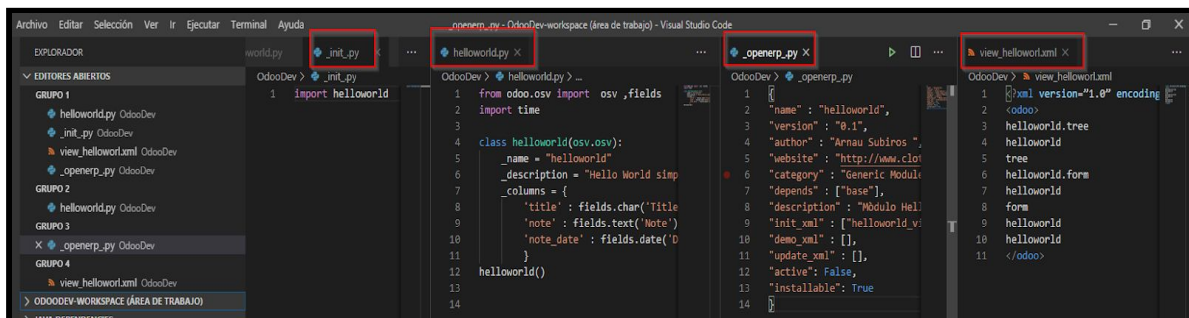 Archivo Editar Selección Ver Ir Ejecutar Terminal Ayuda
_openerp_.py - OdooDev-workspace (área de trabajo) - Visual Studio Code
EXPLORADOR
EDITORES ABIERTOS
GRUPO 1
helloworld.py OdooDev
_init_.py OdooDev
view_helloworl.xml OdooDev
_openerp_.py OdooDev
GRUPO 2
helloworld.py OdooDev
GRUPO 3
_openerp_.py OdooDev
GRUPO 4
view_helloworl.xml OdooDev
ODOODEV-WORKSPACE (ÁREA DE TRABAJO)
world.py
_init_.py
OdooDev > _init_.py
1 import helloworld
helloworld.py
OdooDev > helloworld.py > ...
1 from odoo.osv import osv ,fields
2 import time
3
4 class helloworld(osv.osv):
5 _name = "helloworld"
6 _description = "Hello World simp
7 _columns = {
8 'title' : fields.char('Title
9 'note' : fields.text('Note')
10 'note_date' : fields.date('D
11 }
12 helloworld()
13
14
_openerp_.py
OdooDev > _openerp_.py
1 {
2 "name" : "helloworld",
3 "version" : "0.1",
4 "author" : "Arnau Subiros ",
5 "website" : "http://www.clot
6 "category" : "Generic Module
7 "depends" : ["base"],
8 "description" : "Mòdulo Hell
9 "init_xml" : ["helloworld_vi
10 "demo_xml" : [],
11 "update_xml" : [],
12 "active": False,
13 "installable": True
14 }
view_helloworl.xml
OdooDev > view_helloworl.xml
1 <?xml version="1.0" encoding
2 <odoo>
3 helloworld.tree
4 helloworld
5 tree
6 helloworld.form
7 helloworld
8 form
9 helloworld
10 helloworld
11 </odoo>